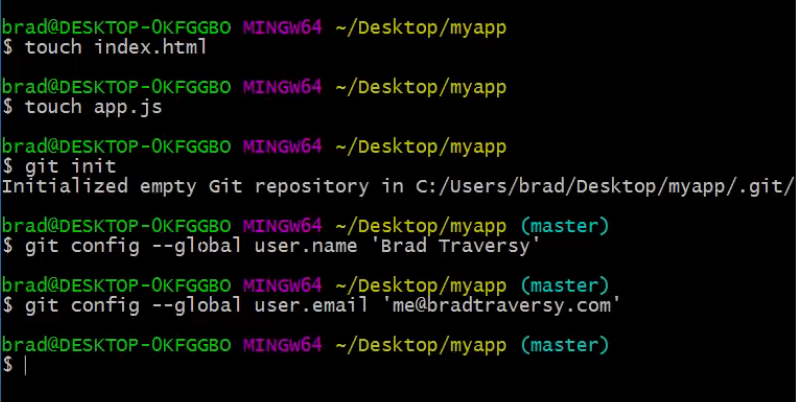 brad@DESKTOP-0KFGGBO MINGW64 ~/Desktop/myapp
$ touch index.html
brad@DESKTOP-0KFGGBO MINGW64 ~/Desktop/myapp
$ touch app.js
brad@DESKTOP-0KFGGBO MINGW64 ~/Desktop/myapp
$ git init
Initialized empty Git repository in C:/Users/brad/Desktop/myapp/.git/
brad@DESKTOP-0KFGGBO MINGW64 ~/Desktop/myapp (master)
$ git config --global user.name 'Brad Traversy'
brad@DESKTOP-0KFGGBO MINGW64 ~/Desktop/myapp (master)
$ git config --global user.email 'me@bradtraversy.com'
brad@DESKTOP-0KFGGBO MINGW64 ~/Desktop/myapp (master)
$